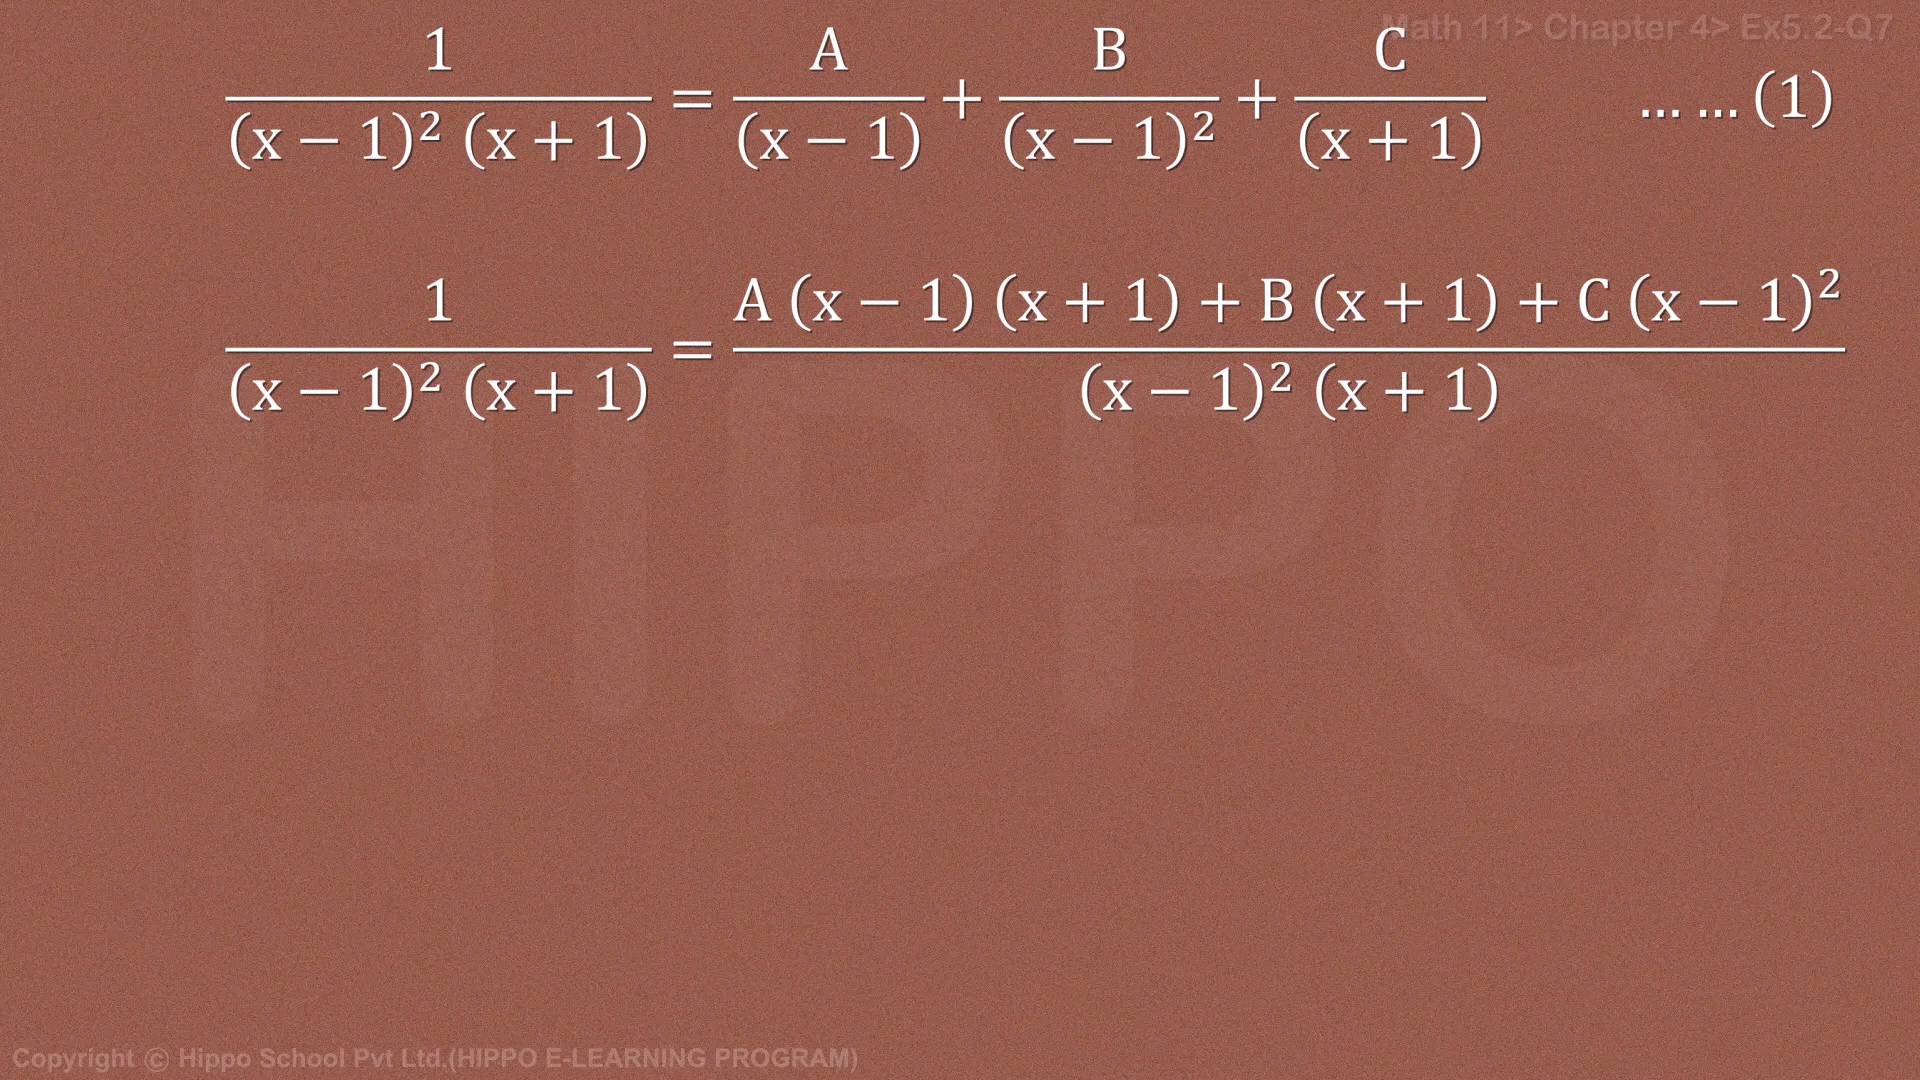 Math 11> Chapter 4> Ex5.2-Q7
1/((x − 1)² (x + 1)) = A/(x − 1) + B/(x − 1)² + C/(x + 1) … … (1)
1/((x − 1)² (x + 1)) = (A (x − 1) (x + 1) + B (x + 1) + C (x − 1)²)/((x − 1)² (x + 1))
HIPPO
Copyright © Hippo School Pvt Ltd.(HIPPO E-LEARNING PROGRAM)